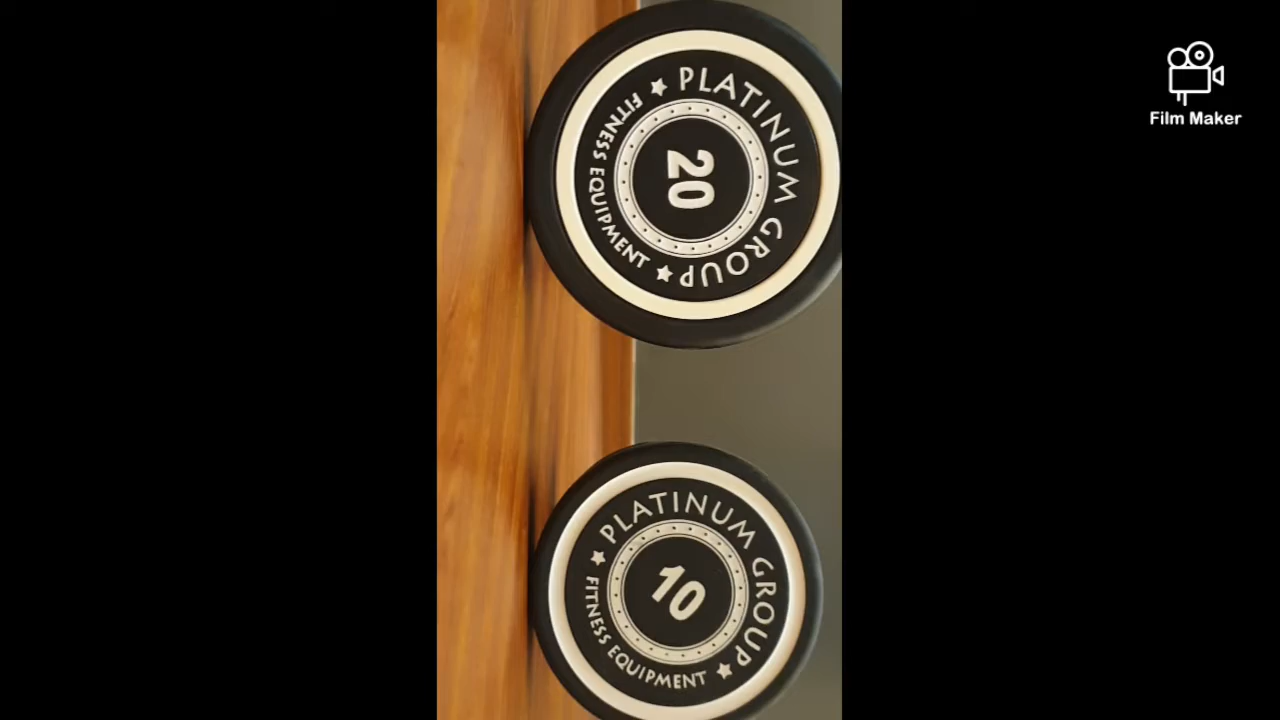 Film Maker
PLATINUM GROUP
20
FITNESS EQUIPMENT
PLATINUM GROUP
10
FITNESS EQUIPMENT